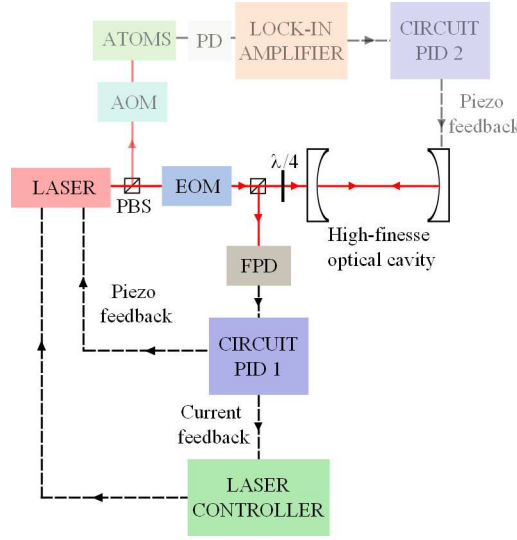 ATOMS
PD
LOCK-IN
AMPLIFIER
CIRCUIT
PID 2
AOM
Piezo
feedback
λ/4
LASER
EOM
PBS
High-finesse
optical cavity
FPD
Piezo
feedback
CIRCUIT
PID 1
Current
feedback
LASER
CONTROLLER